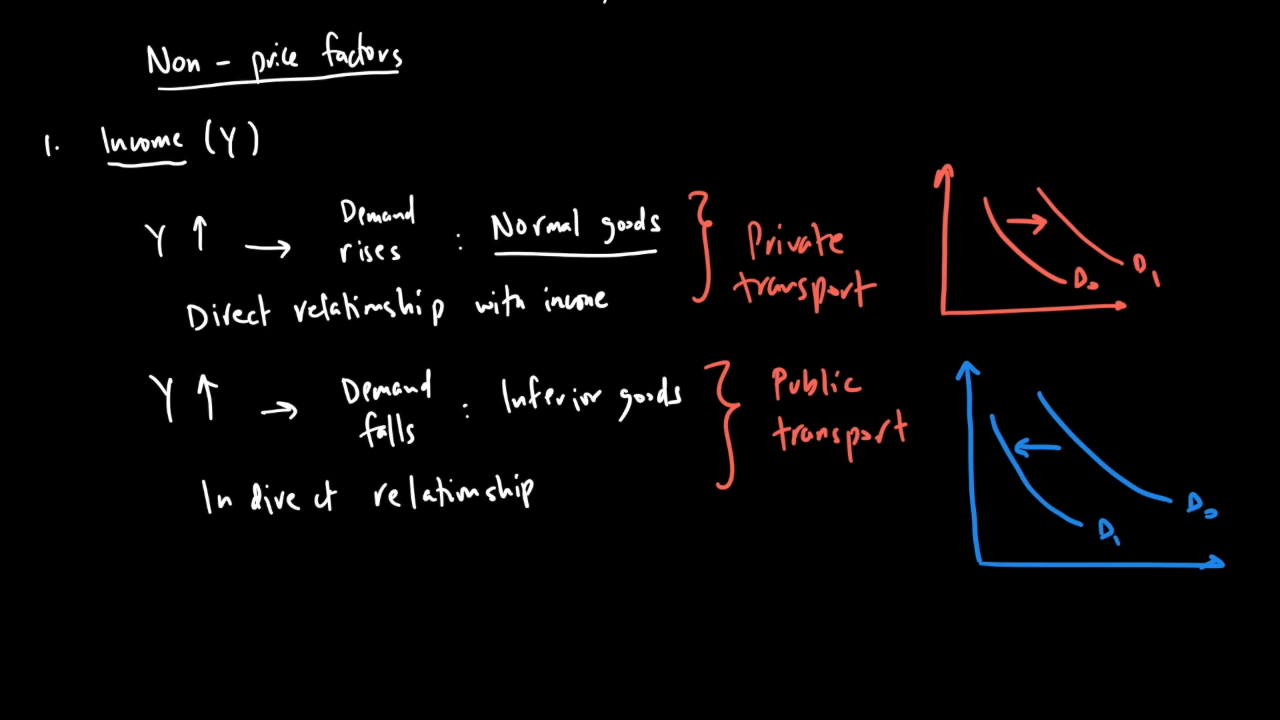 Non - price factors
1. Income (Y)
Y ↑ → Demand rises : Normal goods
Private transport
Direct relationship with income
D₀ D₁
Y ↑ → Demand falls : Inferior goods
Public transport
Indirect relationship
D₀
D₁